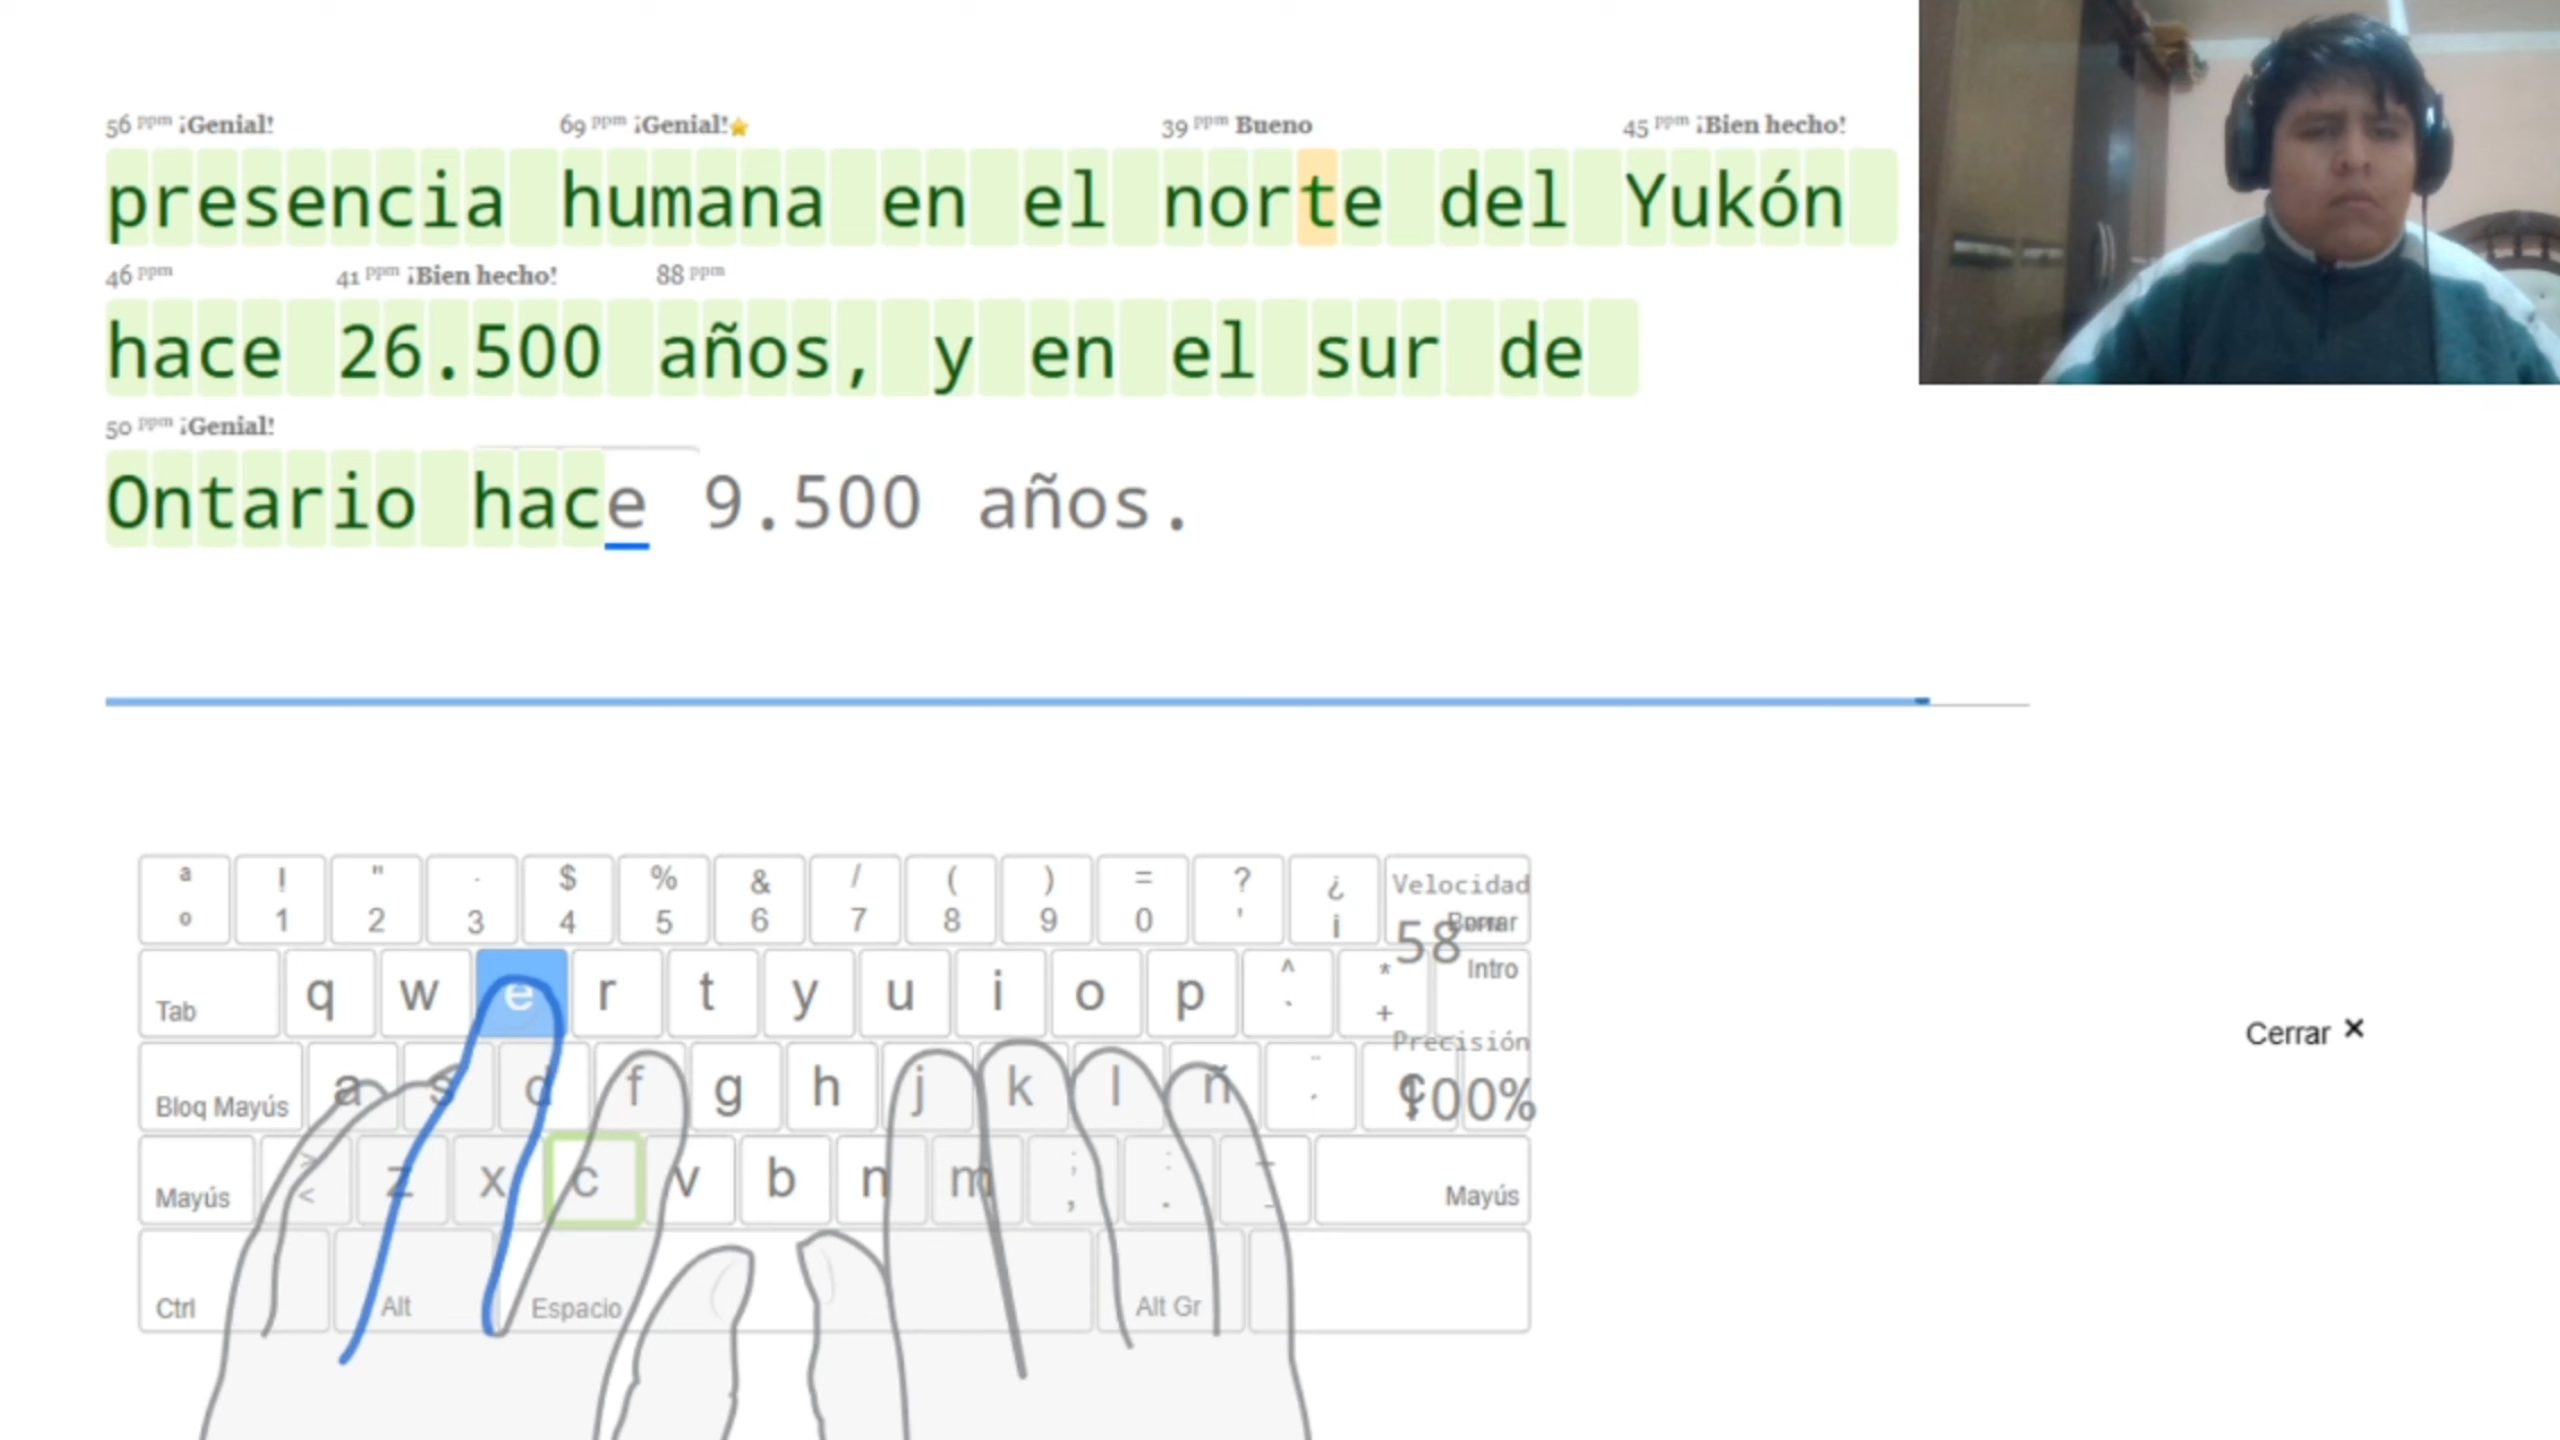 56 ppm ¡Genial! 69 ppm ¡Genial!⭐ 39 ppm Bueno 45 ppm ¡Bien hecho!
presencia humana en el norte del Yukón
46 ppm 41 ppm ¡Bien hecho! 88 ppm
hace 26.500 años, y en el sur de
50 ppm ¡Genial!
Ontario hace 9.500 años.
ª ! " · $ % & / ( ) = ? ¿ Velocidad
º 1 2 3 4 5 6 7 8 9 0 ' ¡ Borrar
58
Tab q w e r t y u i o p ^ ` * + Intro
Precisión
Bloq Mayús a s d f g h j k l ñ 100%
Mayús > < z x c v b n m ; , : . _ - Mayús
Ctrl Alt Espacio Alt Gr
Cerrar ×